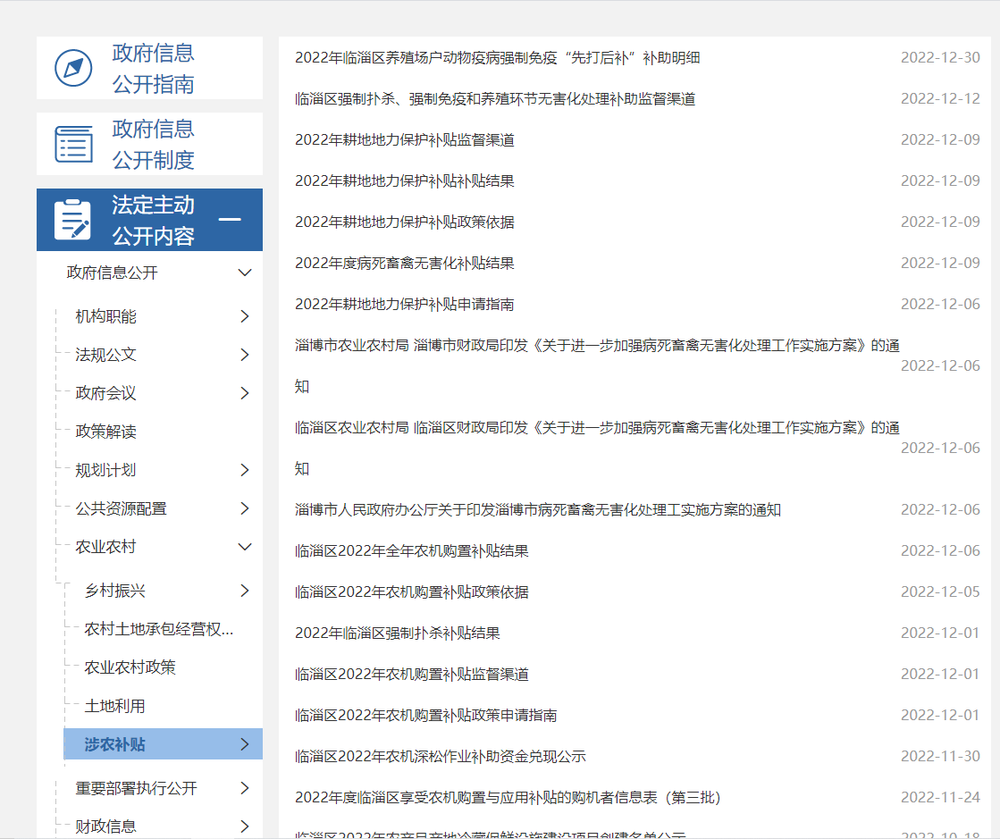 政府信息
公开指南
政府信息
公开制度
法定主动
公开内容
政府信息公开
机构职能
法规公文
政府会议
政策解读
规划计划
公共资源配置
农业农村
乡村振兴
农村土地承包经营权...
农业农村政策
土地利用
涉农补贴
重要部署执行公开
财政信息
2022年临淄区养殖场户动物疫病强制免疫“先打后补”补助明细 2022-12-30
临淄区强制扑杀、强制免疫和养殖环节无害化处理补助监督渠道 2022-12-12
2022年耕地地力保护补贴监督渠道 2022-12-09
2022年耕地地力保护补贴补贴结果 2022-12-09
2022年耕地地力保护补贴政策依据 2022-12-09
2022年度病死畜禽无害化补贴结果 2022-12-09
2022年耕地地力保护补贴申请指南 2022-12-06
淄博市农业农村局 淄博市财政局印发《关于进一步加强病死畜禽无害化处理工作实施方案》的通
知
2022-12-06
临淄区农业农村局 临淄区财政局印发《关于进一步加强病死畜禽无害化处理工作实施方案》的通
知
2022-12-06
淄博市人民政府办公厅关于印发淄博市病死畜禽无害化处理工实施方案的通知 2022-12-06
临淄区2022年全年农机购置补贴结果 2022-12-06
临淄区2022年农机购置补贴政策依据 2022-12-05
2022年临淄区强制扑杀补贴结果 2022-12-01
临淄区2022年农机购置补贴监督渠道 2022-12-01
临淄区2022年农机购置补贴政策申请指南 2022-12-01
临淄区2022年农机深松作业补助资金兑现公示 2022-11-30
2022年度临淄区享受农机购置与应用补贴的购机者信息表（第三批） 2022-11-24
临淄区2022年农产品产地冷藏保鲜设施建设项目创建名单公示 2022-10-18